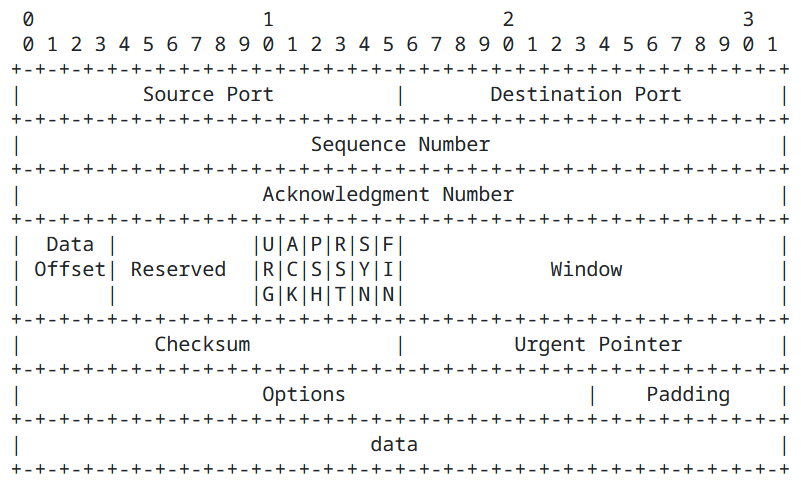 0                   1                   2                   3
 0 1 2 3 4 5 6 7 8 9 0 1 2 3 4 5 6 7 8 9 0 1 2 3 4 5 6 7 8 9 0 1
+-+-+-+-+-+-+-+-+-+-+-+-+-+-+-+-+-+-+-+-+-+-+-+-+-+-+-+-+-+-+-+-+
|          Source Port          |       Destination Port        |
+-+-+-+-+-+-+-+-+-+-+-+-+-+-+-+-+-+-+-+-+-+-+-+-+-+-+-+-+-+-+-+-+
|                        Sequence Number                        |
+-+-+-+-+-+-+-+-+-+-+-+-+-+-+-+-+-+-+-+-+-+-+-+-+-+-+-+-+-+-+-+-+
|                    Acknowledgment Number                      |
+-+-+-+-+-+-+-+-+-+-+-+-+-+-+-+-+-+-+-+-+-+-+-+-+-+-+-+-+-+-+-+-+
|  Data |           |U|A|P|R|S|F|                               |
| Offset| Reserved  |R|C|S|S|Y|I|            Window             |
|       |           |G|K|H|T|N|N|                               |
+-+-+-+-+-+-+-+-+-+-+-+-+-+-+-+-+-+-+-+-+-+-+-+-+-+-+-+-+-+-+-+-+
|           Checksum            |         Urgent Pointer        |
+-+-+-+-+-+-+-+-+-+-+-+-+-+-+-+-+-+-+-+-+-+-+-+-+-+-+-+-+-+-+-+-+
|                    Options                    |    Padding    |
+-+-+-+-+-+-+-+-+-+-+-+-+-+-+-+-+-+-+-+-+-+-+-+-+-+-+-+-+-+-+-+-+
|                             data                              |
+-+-+-+-+-+-+-+-+-+-+-+-+-+-+-+-+-+-+-+-+-+-+-+-+-+-+-+-+-+-+-+-+